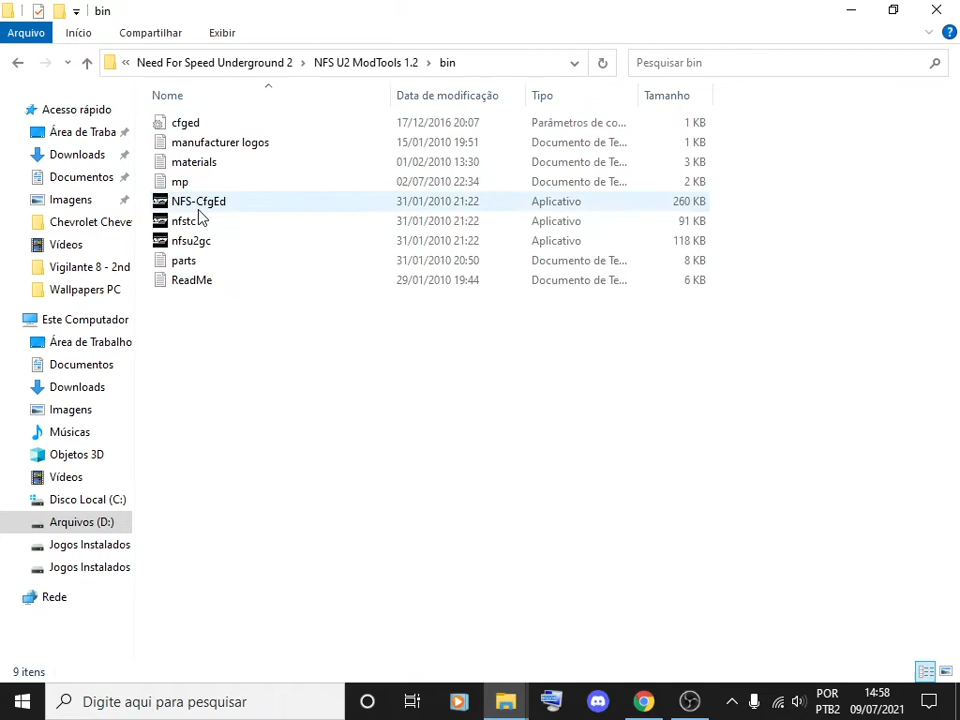 bin
Arquivo
Início
Compartilhar
Exibir
« Need For Speed Underground 2 › NFS U2 ModTools 1.2 › bin
Pesquisar bin
Nome
Data de modificação
Tipo
Tamanho
cfged 17/12/2016 20:07 Parâmetros de co... 1 KB
manufacturer logos 15/01/2010 19:51 Documento de Te... 1 KB
materials 01/02/2010 13:30 Documento de Te... 3 KB
mp 02/07/2010 22:34 Documento de Te... 2 KB
NFS-CfgEd 31/01/2010 21:22 Aplicativo 260 KB
nfstc 31/01/2010 21:22 Aplicativo 91 KB
nfsu2gc 31/01/2010 21:22 Aplicativo 118 KB
parts 31/01/2010 20:50 Documento de Te... 8 KB
ReadMe 29/01/2010 19:44 Documento de Te... 6 KB
Acesso rápido
Área de Traba
Downloads
Documentos
Imagens
Chevrolet Cheve
Vídeos
Vigilante 8 - 2nd
Wallpapers PC
Este Computador
Área de Trabalho
Documentos
Downloads
Imagens
Músicas
Objetos 3D
Vídeos
Disco Local (C:)
Arquivos (D:)
Jogos Instalados
Jogos Instalados
Rede
9 itens
Digite aqui para pesquisar
POR
PTB2
14:58
09/07/2021